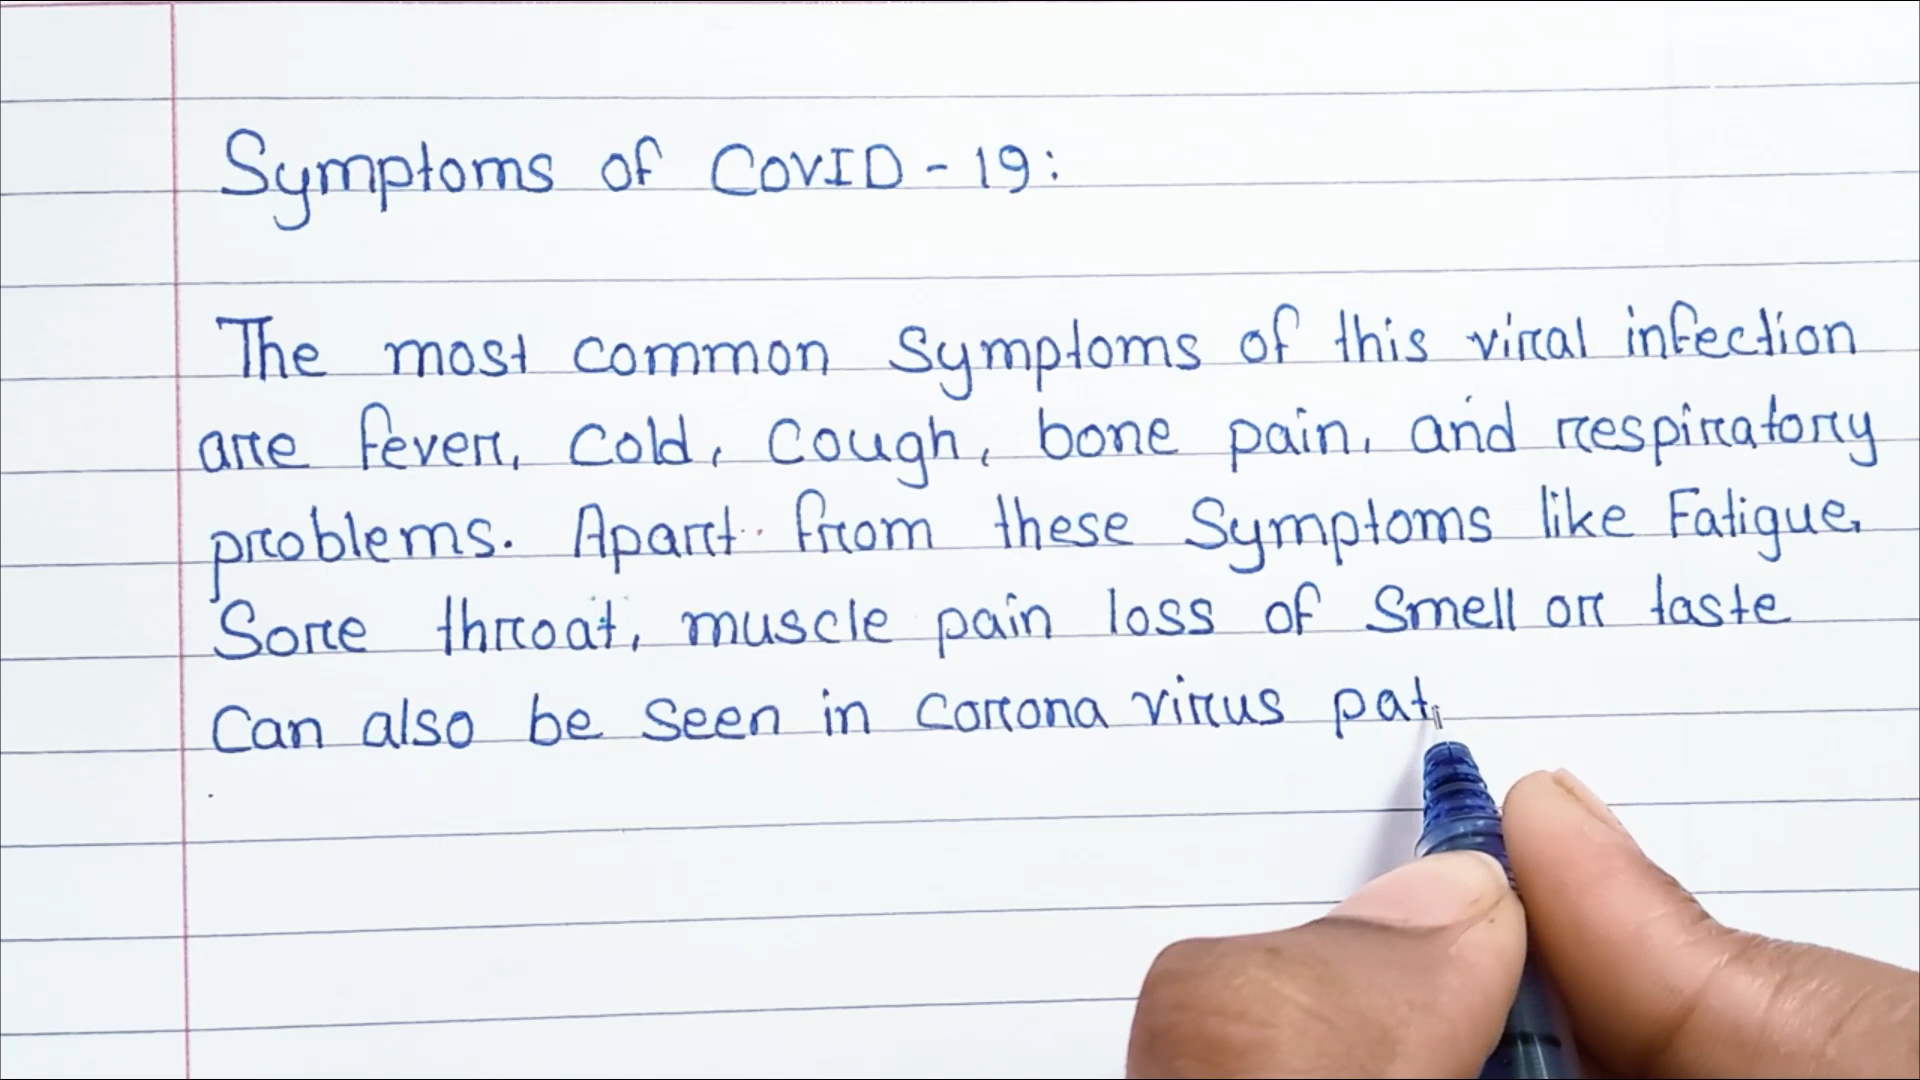 Symptoms of COVID-19:
The most common Symptoms of this viral infection
are fever, Cold, Cough, bone pain, and respiratory
problems. Apart from these Symptoms like Fatigue,
Sore throat, muscle pain loss of Smell or taste
Can also be Seen in Corona virus pat